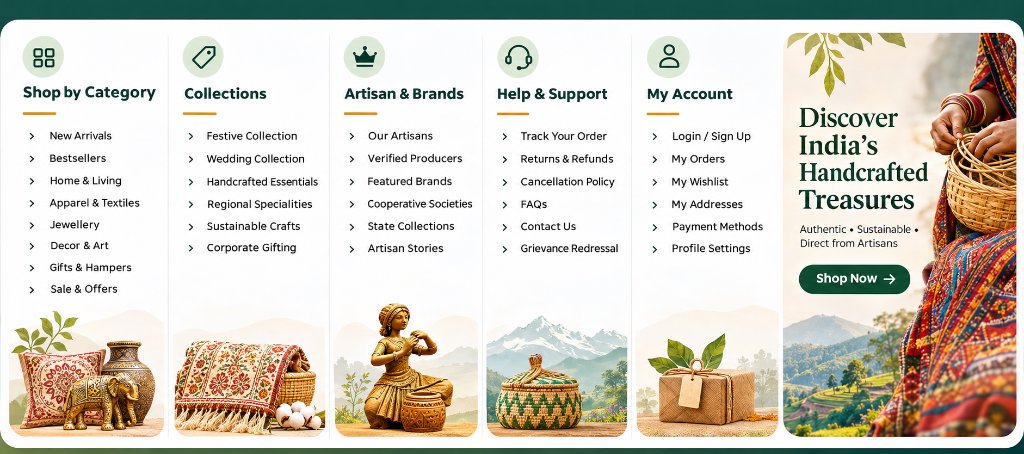 Shop by Category
New Arrivals
Bestsellers
Home & Living
Apparel & Textiles
Jewellery
Decor & Art
Gifts & Hampers
Sale & Offers
Collections
Festive Collection
Wedding Collection
Handcrafted Essentials
Regional Specialities
Sustainable Crafts
Corporate Gifting
Artisan & Brands
Our Artisans
Verified Producers
Featured Brands
Cooperative Societies
State Collections
Artisan Stories
Help & Support
Track Your Order
Returns & Refunds
Cancellation Policy
FAQs
Contact Us
Grievance Redressal
My Account
Login / Sign Up
My Orders
My Wishlist
My Addresses
Payment Methods
Profile Settings
Discover
India's
Handcrafted
Treasures
Authentic • Sustainable •
Direct from Artisans
Shop Now →